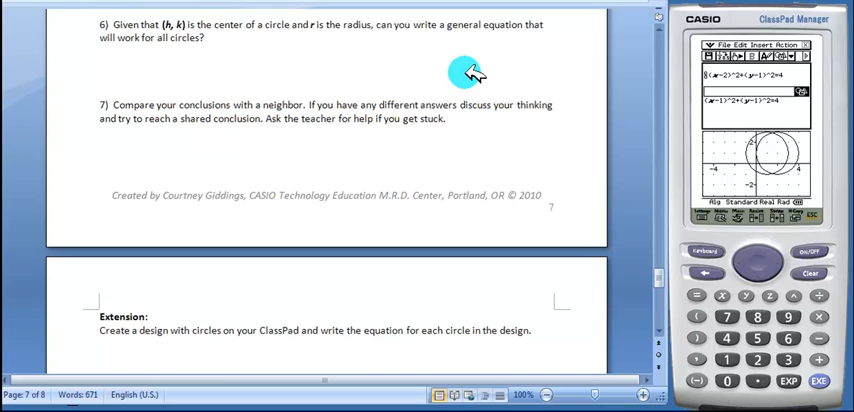 6) Given that (h, k) is the center of a circle and r is the radius, can you write a general equation that
will work for all circles?
7) Compare your conclusions with a neighbor. If you have any different answers discuss your thinking
and try to reach a shared conclusion. Ask the teacher for help if you get stuck.
Created by Courtney Giddings, CASIO Technology Education M.R.D. Center, Portland, OR © 2010
7
Extension:
Create a design with circles on your ClassPad and write the equation for each circle in the design.
Page: 7 of 8 Words: 671 English (U.S.) 100%
CASIO ClassPad Manager
File Edit Insert Action
(x-2)^2+(y-1)^2=4
(x-1)^2+(y-1)^2=4
2
-4 4
-2
Alg Standard Real Rad
ESC
Keyboard ON/OFF
Clear
= x y z ^ ÷
( 7 8 9 ×
) 4 5 6 −
, 1 2 3 +
(−) 0 . EXP EXE